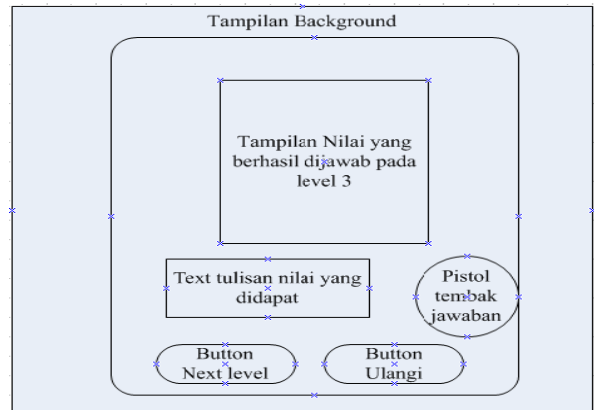 Tampilan Background
Tampilan Nilai yang
berhasil dijawab pada
level 3
Text tulisan nilai yang
didapat
Pistol
tembak
jawaban
Button
Next level
Button
Ulangi